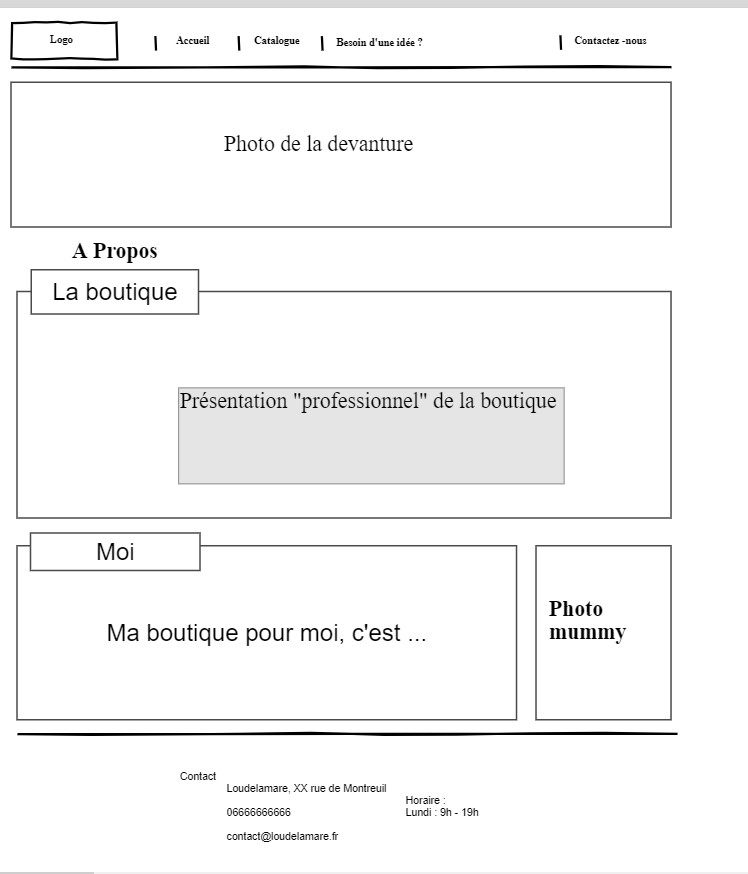 Logo
Accueil
Catalogue
Besoin d'une idée ?
Contactez -nous
Photo de la devanture
A Propos
La boutique
Présentation "professionnel" de la boutique
Moi
Ma boutique pour moi, c'est ...
Photo
mummy
Contact
Loudelamare, XX rue de Montreuil
06666666666
contact@loudelamare.fr
Horaire :
Lundi : 9h - 19h